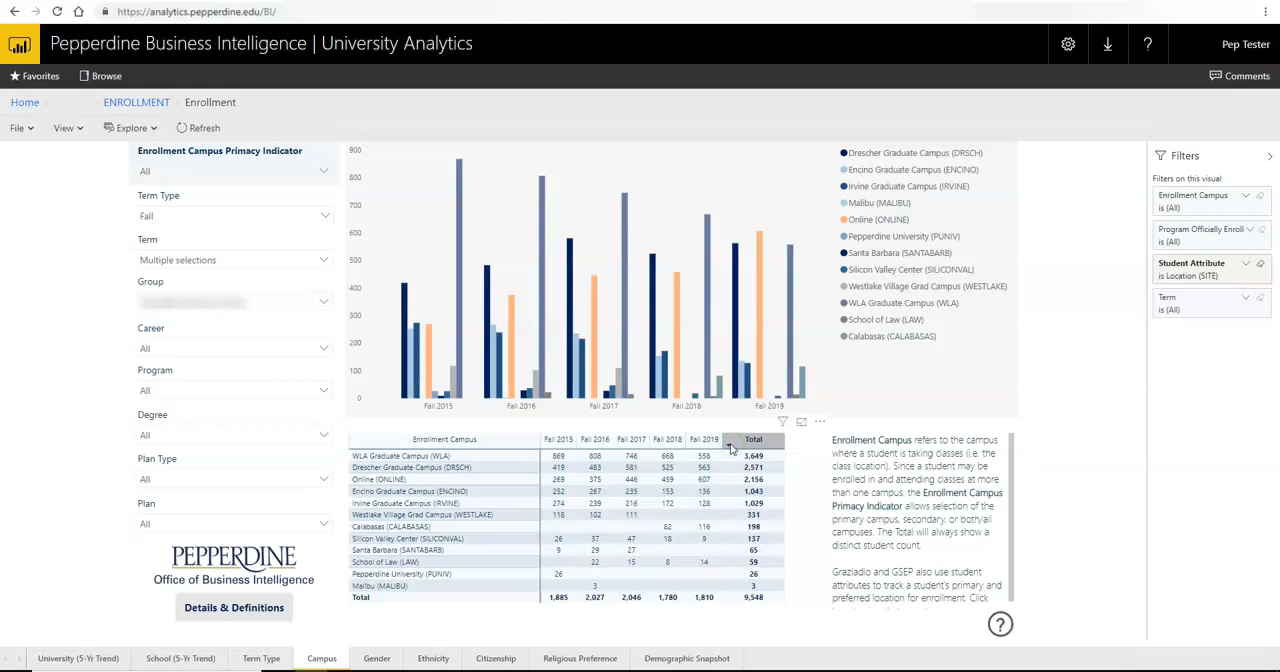 https://analytics.pepperdine.edu/BI/
Pepperdine Business Intelligence | University Analytics
?
Pep Tester
Favorites
Browse
Comments
Home
ENROLLMENT
Enrollment
File
View
Explore
Refresh
Enrollment Campus Primacy Indicator
All
Term Type
Fall
Term
Multiple selections
Group
Career
All
Program
All
Degree
All
Plan Type
All
Plan
All
PEPPERDINE
Office of Business Intelligence
Details & Definitions
900
800
700
600
500
400
300
200
100
0
Fall 2015 Fall 2016 Fall 2017 Fall 2018 Fall 2019
Drescher Graduate Campus (DRSCH)
Encino Graduate Campus (ENCINO)
Irvine Graduate Campus (IRVINE)
Malibu (MALIBU)
Online (ONLINE)
Pepperdine University (PUNIV)
Santa Barbara (SANTABARB)
Silicon Valley Center (SILICONVAL)
Westlake Village Grad Campus (WESTLAKE)
WLA Graduate Campus (WLA)
School of Law (LAW)
Calabasas (CALABASAS)
Enrollment Campus Fall 2015 Fall 2016 Fall 2017 Fall 2018 Fall 2019 Total
WLA Graduate Campus (WLA) 869 808 746 668 558 3,649
Drescher Graduate Campus (DRSCH) 419 483 581 525 563 2,571
Online (ONLINE) 269 375 446 459 607 2,156
Encino Graduate Campus (ENCINO) 252 267 235 153 136 1,043
Irvine Graduate Campus (IRVINE) 274 239 216 172 128 1,029
Westlake Village Grad Campus (WESTLAKE) 118 102 111 331
Calabasas (CALABASAS) 82 116 198
Silicon Valley Center (SILICONVAL) 26 37 47 18 9 137
Santa Barbara (SANTABARB) 9 29 27 65
School of Law (LAW) 22 15 8 14 59
Pepperdine University (PUNIV) 26 26
Malibu (MALIBU) 3 3
Total 1,885 2,027 2,046 1,780 1,810 9,548
Enrollment Campus refers to the campus
where a student is taking classes (i.e. the
class location). Since a student may be
enrolled in and attending classes at more
than one campus, the Enrollment Campus
Primacy Indicator allows selection of the
primary campus, secondary, or both/all
campuses. The Total will always show a
distinct student count.
Graziadio and GSEP also use student
attributes to track a student's primary and
preferred location for enrollment. Click
?
Filters
Filters on this visual
Enrollment Campus
is (All)
Program Officially Enroll
is (All)
Student Attribute
is Location (SITE)
Term
is (All)
University (5-Yr Trend)
School (5-Yr Trend)
Term Type
Campus
Gender
Ethnicity
Citizenship
Religious Preference
Demographic Snapshot